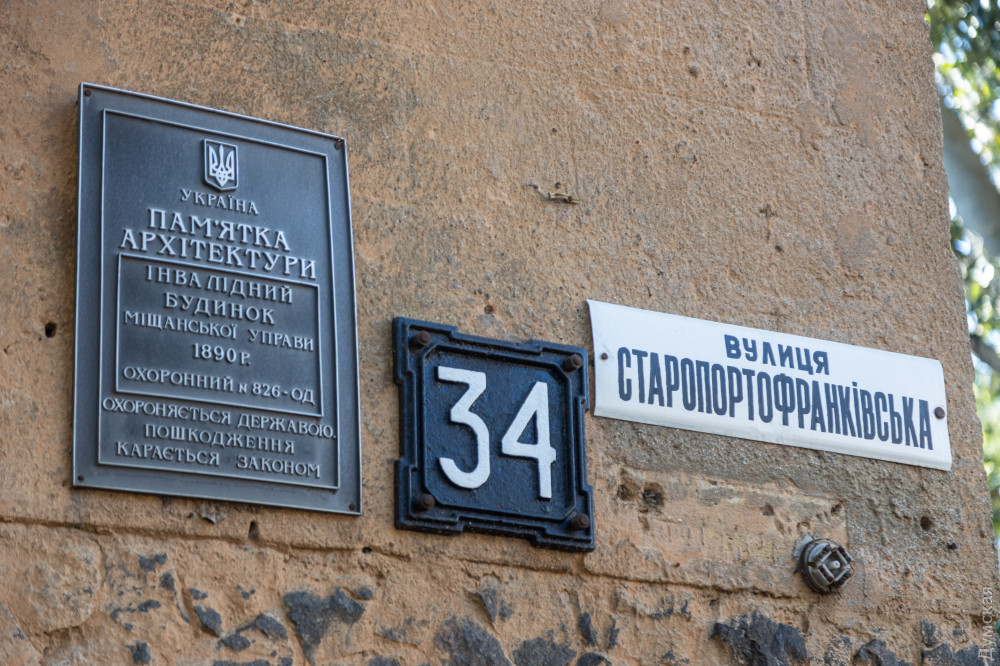 УКРАЇНА
ПАМ'ЯТКА
АРХІТЕКТУРИ
ІНВАЛІДНИЙ
БУДИНОК
МІЩАНСЬКОЇ УПРАВИ
1890 р.
ОХОРОННИЙ № 826-ОД
ОХОРОНЯЄТЬСЯ ДЕРЖАВОЮ.
ПОШКОДЖЕННЯ
КАРАЄТЬСЯ ЗАКОНОМ
34
ВУЛИЦЯ
СТАРОПОРТОФРАНКІВСЬКА
Думская